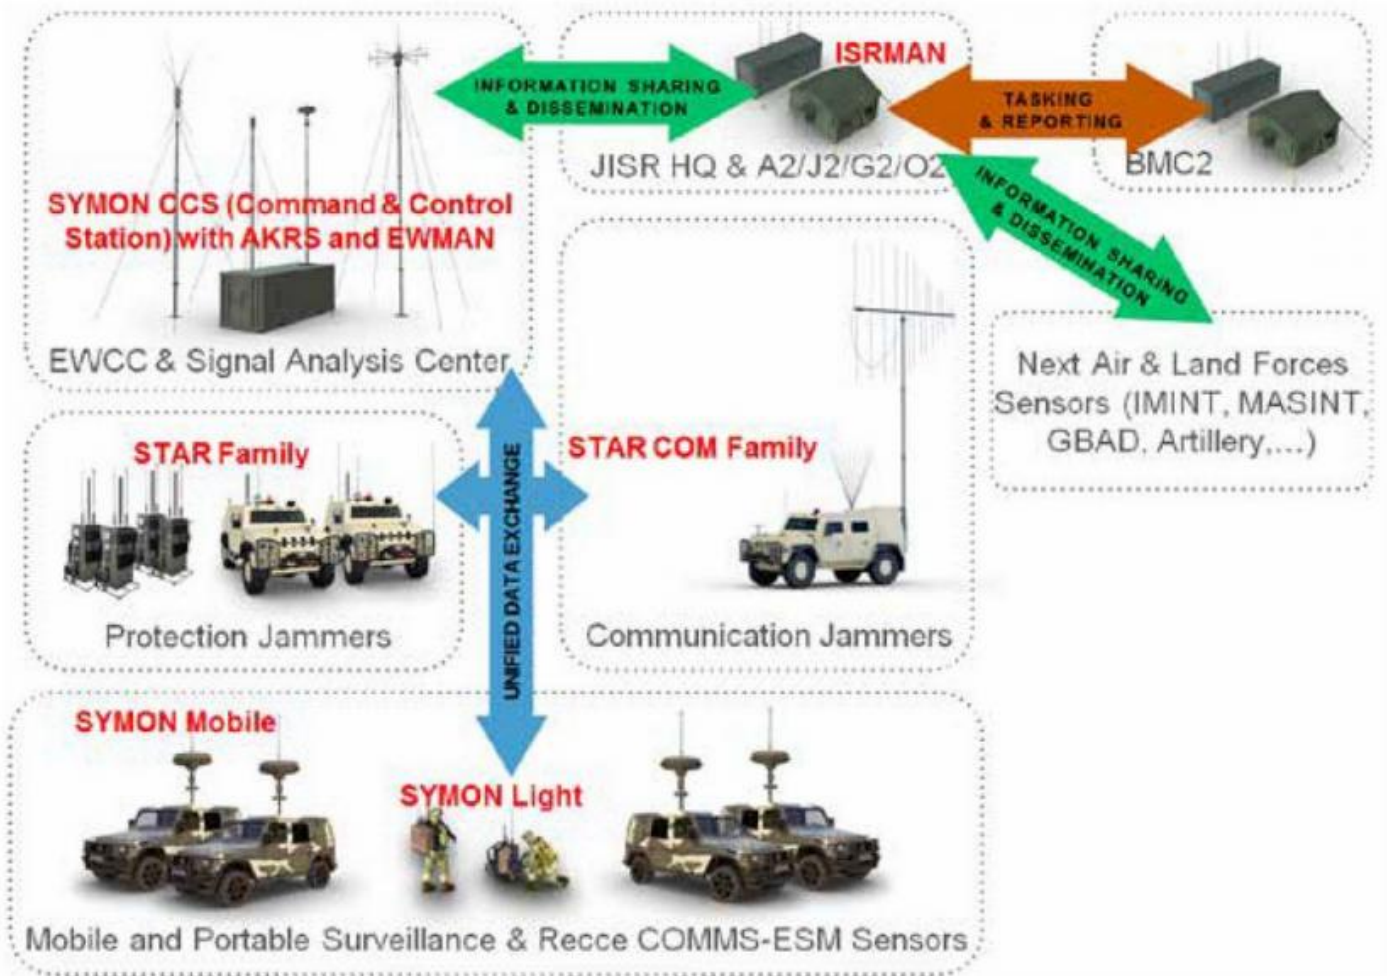 ISRMAN
INFORMATION SHARING
& DISSEMINATION
TASKING
& REPORTING
JISR HQ & A2/J2/G2/O2
BMC2
SYMON CCS (Command & Control
Station) with AKRS and EWMAN
INFORMATION SHARING
& DISSEMINATION
EWCC & Signal Analysis Center
Next Air & Land Forces
Sensors (IMINT, MASINT,
GBAD, Artillery,...)
STAR Family
STAR COM Family
UNIFIED DATA EXCHANGE
Protection Jammers
Communication Jammers
SYMON Mobile
SYMON Light
Mobile and Portable Surveillance & Recce COMMS-ESM Sensors